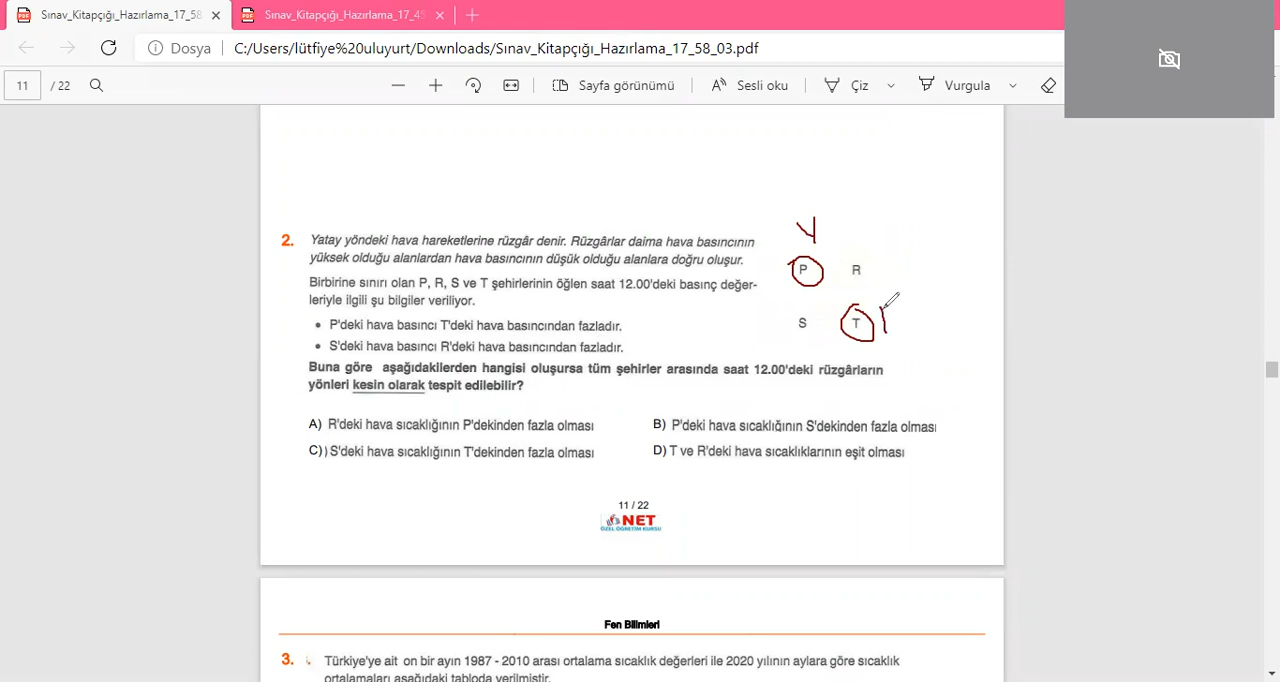 Sınav_Kitapçığı_Hazırlama_17_58
Sınav_Kitapçığı_Hazırlama_17_45
Dosya
C:/Users/lütfiye%20uluyurt/Downloads/Sınav_Kitapçığı_Hazırlama_17_58_03.pdf
11 / 22
Sayfa görünümü
Sesli oku
Çiz
Vurgula
2. Yatay yöndeki hava hareketlerine rüzgâr denir. Rüzgârlar daima hava basıncının
yüksek olduğu alanlardan hava basıncının düşük olduğu alanlara doğru oluşur.
Birbirine sınırı olan P, R, S ve T şehirlerinin öğlen saat 12.00'deki basınç değer-
leriyle ilgili şu bilgiler veriliyor.
• P'deki hava basıncı T'deki hava basıncından fazladır.
• S'deki hava basıncı R'deki hava basıncından fazladır.
Y
P R
S T
Buna göre aşağıdakilerden hangisi oluşursa tüm şehirler arasında saat 12.00'deki rüzgârların
yönleri kesin olarak tespit edilebilir?
A) R'deki hava sıcaklığının P'dekinden fazla olması
B) P'deki hava sıcaklığının S'dekinden fazla olması
C)) S'deki hava sıcaklığının T'dekinden fazla olması
D) T ve R'deki hava sıcaklıklarının eşit olması
11 / 22
NET
ÖZEL ÖĞRETİM KURSU
Fen Bilimleri
3. Türkiye'ye ait on bir ayın 1987 - 2010 arası ortalama sıcaklık değerleri ile 2020 yılının aylara göre sıcaklık
ortalamaları aşağıdaki tabloda verilmiştir.